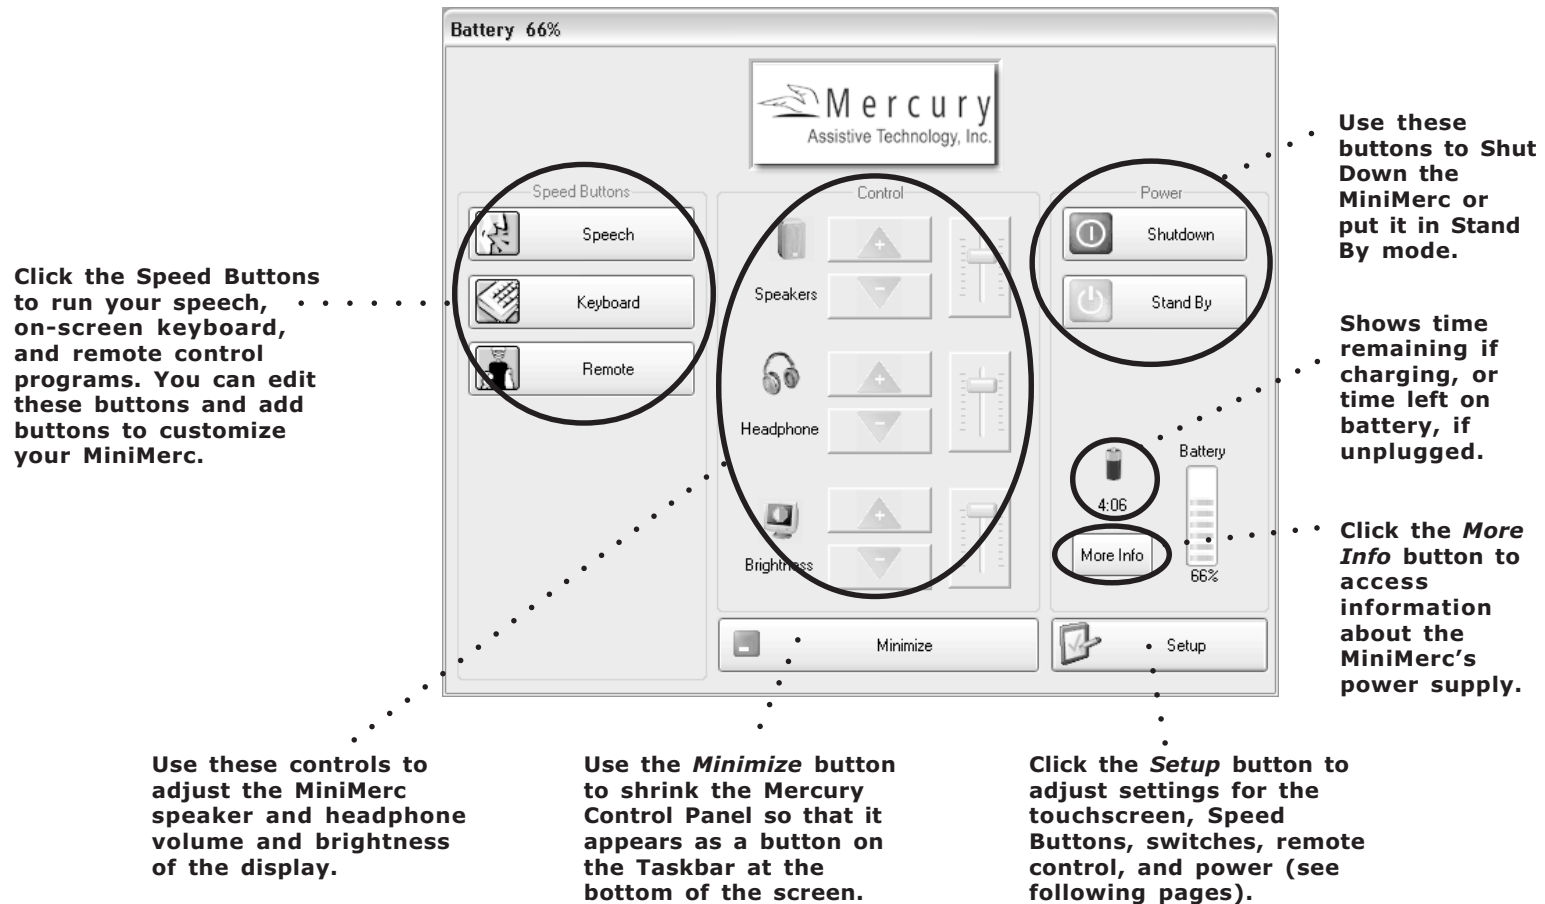 Battery 66%
Mercury
Assistive Technology, Inc.
Speed Buttons
Speech
Keyboard
Remote
Control
+
-
Speakers
+
-
Headphone
+
-
Brightness
Power
Shutdown
Stand By
Battery
4:06
More Info
66%
Minimize
Setup
Click the Speed Buttons
to run your speech,
on-screen keyboard,
and remote control
programs. You can edit
these buttons and add
buttons to customize
your MiniMerc.
Use these
buttons to Shut
Down the
MiniMerc or
put it in Stand
By mode.
Shows time
remaining if
charging, or
time left on
battery, if
unplugged.
Click the More
Info button to
access
information
about the
MiniMerc’s
power supply.
Use these controls to
adjust the MiniMerc
speaker and headphone
volume and brightness
of the display.
Use the Minimize button
to shrink the Mercury
Control Panel so that it
appears as a button on
the Taskbar at the
bottom of the screen.
Click the Setup button to
adjust settings for the
touchscreen, Speed
Buttons, switches, remote
control, and power (see
following pages).